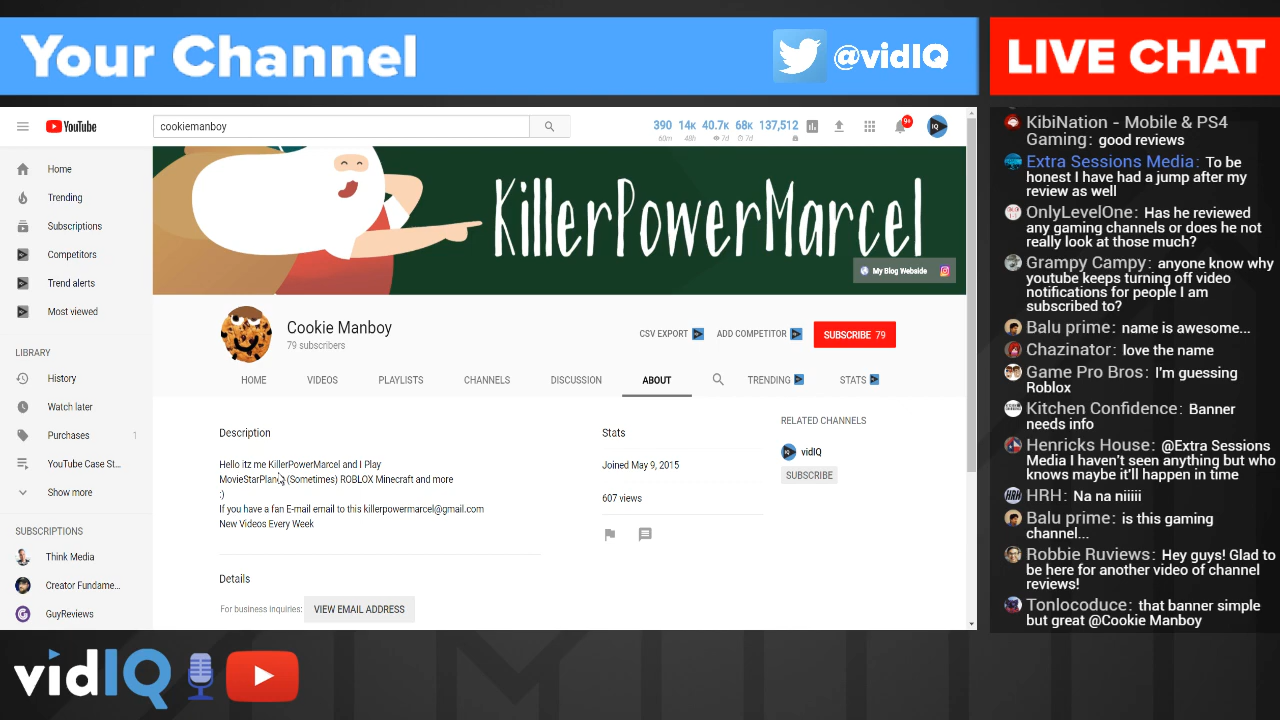 Your Channel
@vidIQ
LIVE CHAT
YouTube
cookiemanboy
390 14K 40.7K 68K 137,512
60m 48h 7d 7d
9+
IQ
Home
Trending
Subscriptions
Competitors
Trend alerts
Most viewed
LIBRARY
History
Watch later
Purchases 1
YouTube Case St...
Show more
SUBSCRIPTIONS
Think Media
Creator Fundame...
GuyReviews
KillerPowerMarcel
My Blog Webside
Cookie Manboy
79 subscribers
CSV EXPORT
ADD COMPETITOR
SUBSCRIBE 79
HOME
VIDEOS
PLAYLISTS
CHANNELS
DISCUSSION
ABOUT
TRENDING
STATS
Description
Hello itz me KillerPowerMarcel and I Play
MovieStarPlane (Sometimes) ROBLOX Minecraft and more
:)
If you have a fan E-mail email to this killerpowermarcel@gmail.com
New Videos Every Week
Details
For business inquiries: VIEW EMAIL ADDRESS
Stats
Joined May 9, 2015
607 views
RELATED CHANNELS
vidIQ
SUBSCRIBE
KibiNation - Mobile & PS4
Gaming: good reviews
Extra Sessions Media: To be
honest I have had a jump after my
review as well
OnlyLevelOne: Has he reviewed
any gaming channels or does he not
really look at those much?
Grampy Campy: anyone know why
youtube keeps turning off video
notifications for people I am
subscribed to?
Balu prime: name is awesome...
Chazinator: love the name
Game Pro Bros: I'm guessing
Roblox
Kitchen Confidence: Banner
needs info
Henricks House: @Extra Sessions
Media I haven't seen anything but who
knows maybe it'll happen in time
HRH: Na na niiiii
Balu prime: is this gaming
channel...
Robbie Ruviews: Hey guys! Glad to
be here for another video of channel
reviews!
Tonlocoduce: that banner simple
but great @Cookie Manboy
vidIQ